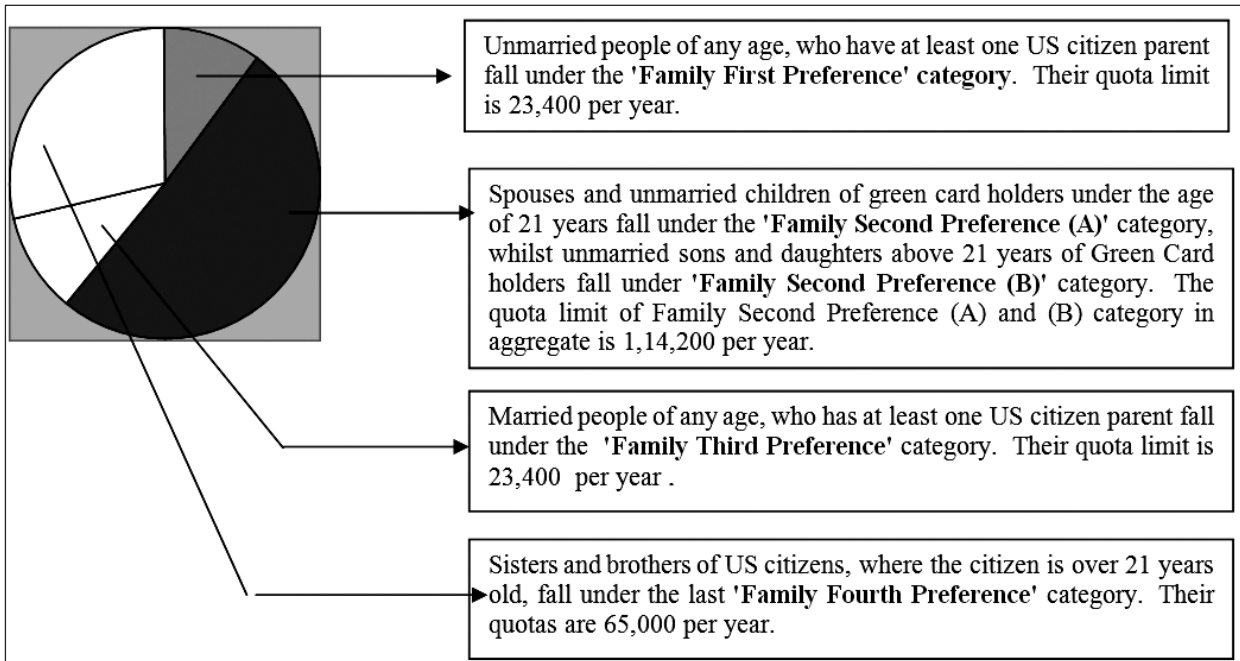 Unmarried people of any age, who have at least one US citizen parent
fall under the 'Family First Preference' category. Their quota limit
is 23,400 per year.
Spouses and unmarried children of green card holders under the age
of 21 years fall under the 'Family Second Preference (A)' category,
whilst unmarried sons and daughters above 21 years of Green Card
holders fall under 'Family Second Preference (B)' category. The
quota limit of Family Second Preference (A) and (B) category in
aggregate is 1,14,200 per year.
Married people of any age, who has at least one US citizen parent fall
under the 'Family Third Preference' category. Their quota limit is
23,400 per year .
Sisters and brothers of US citizens, where the citizen is over 21 years
old, fall under the last 'Family Fourth Preference' category. Their
quotas are 65,000 per year.